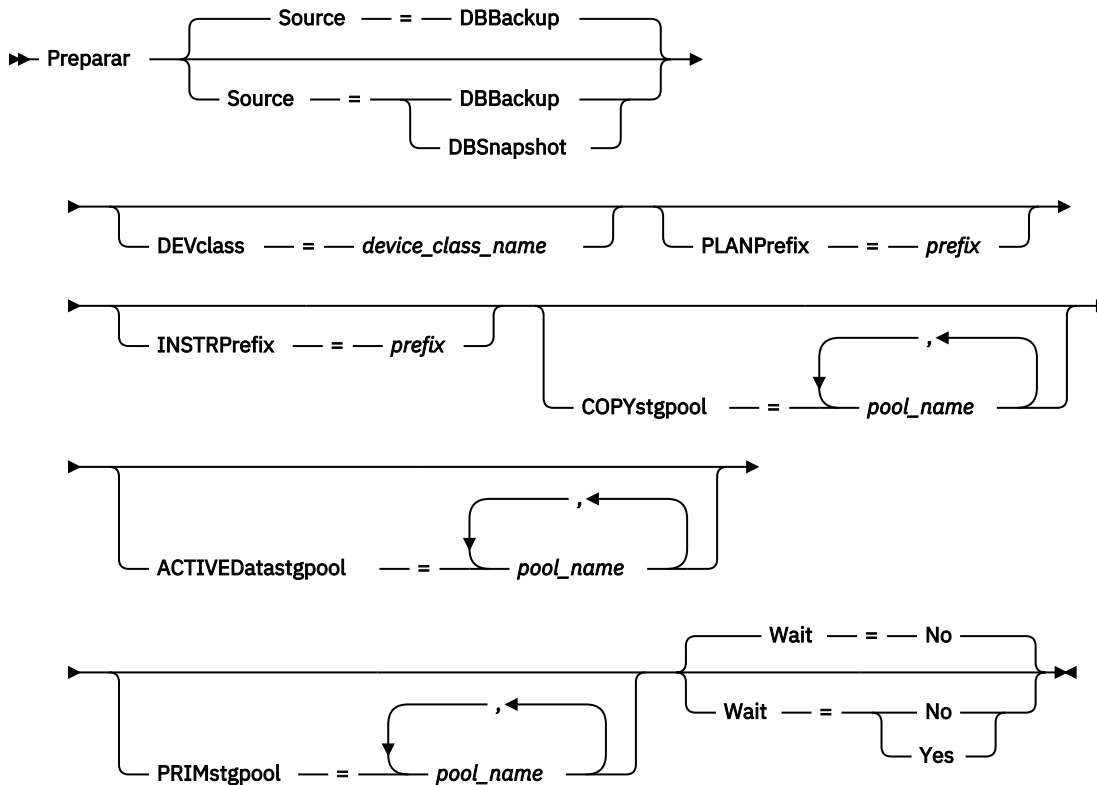 Source = DBBackup
Preparar
Source = DBBackup
DBSnapshot
DEVclass = device_class_name PLANPrefix = prefix
INSTRPrefix = prefix
,
COPYstgpool = pool_name
,
ACTIVEDatastgpool = pool_name
Wait = No
,
Wait = No
Yes
PRIMstgpool = pool_name